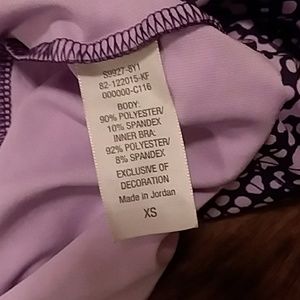 S9927-8Y1
82-122015-KF
000000-C116
BODY:
90% POLYESTER/
10% SPANDEX
INNER BRA:
92% POLYESTER/
8% SPANDEX
EXCLUSIVE OF
DECORATION
Made in Jordan
XS